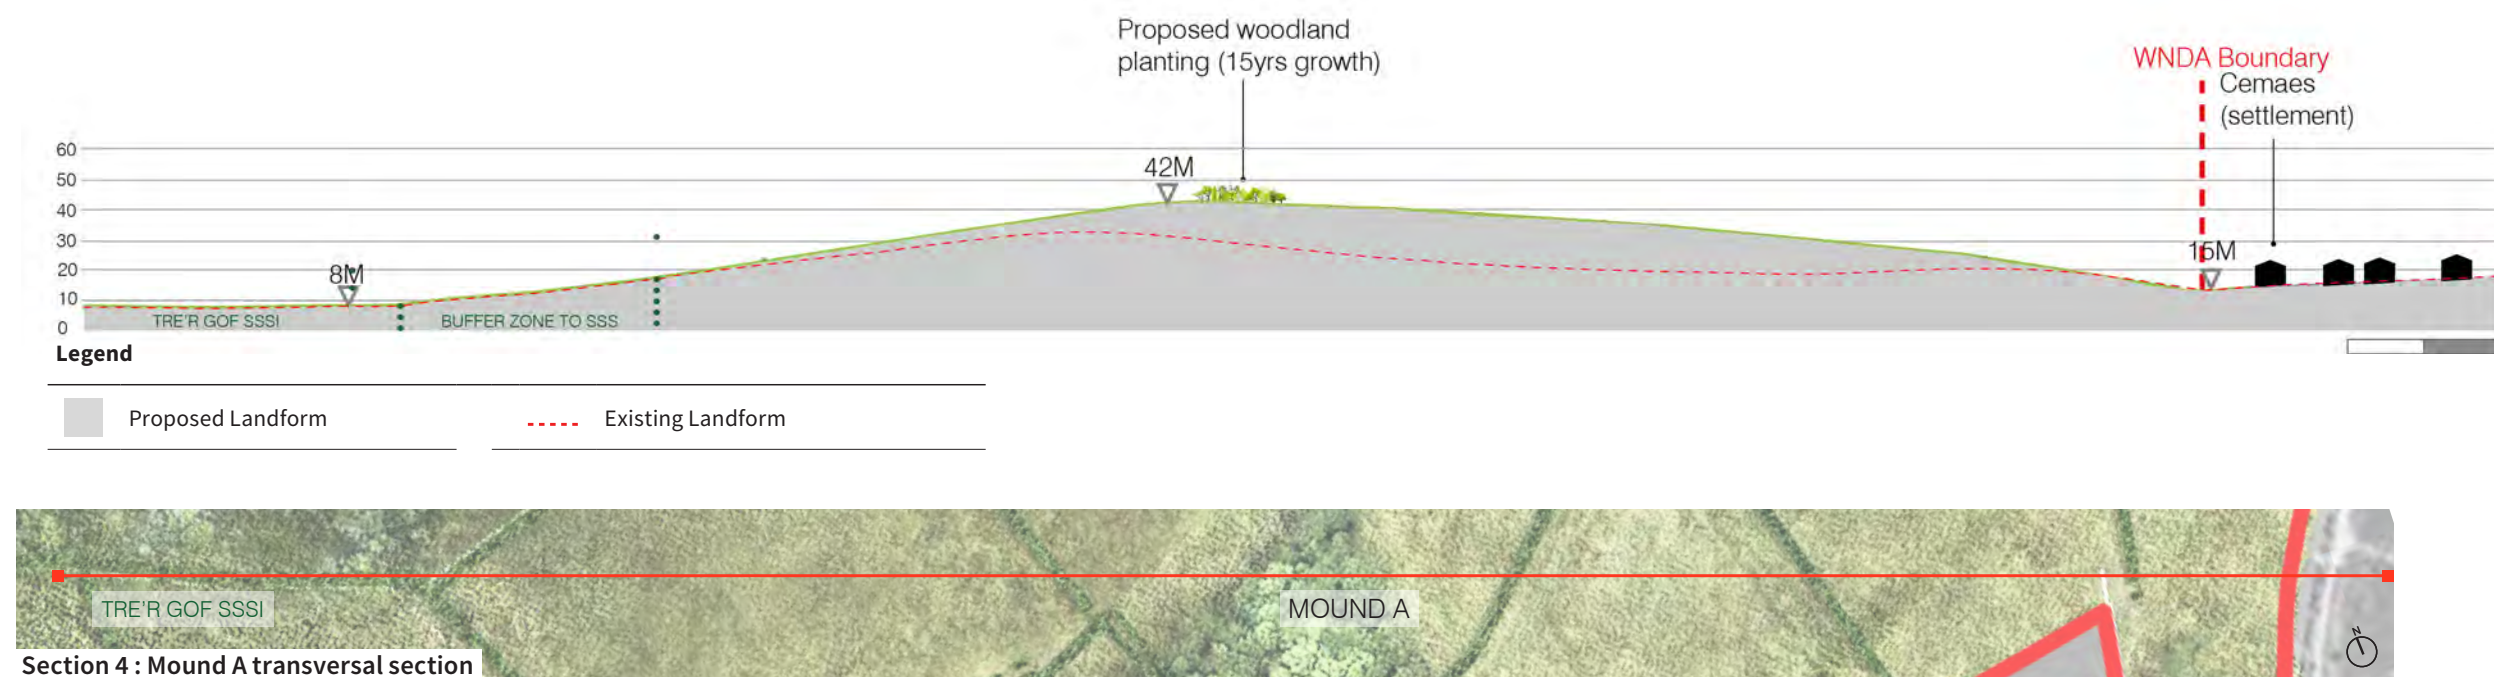 Proposed woodland
planting (15yrs growth)
WNDA Boundary
Cemaes
(settlement)
60
50
40
30
20
10
0
42M
8M
15M
TRE'R GOF SSSI
BUFFER ZONE TO SSS
Legend
Proposed Landform
Existing Landform
TRE'R GOF SSSI
MOUND A
N
Section 4 : Mound A transversal section